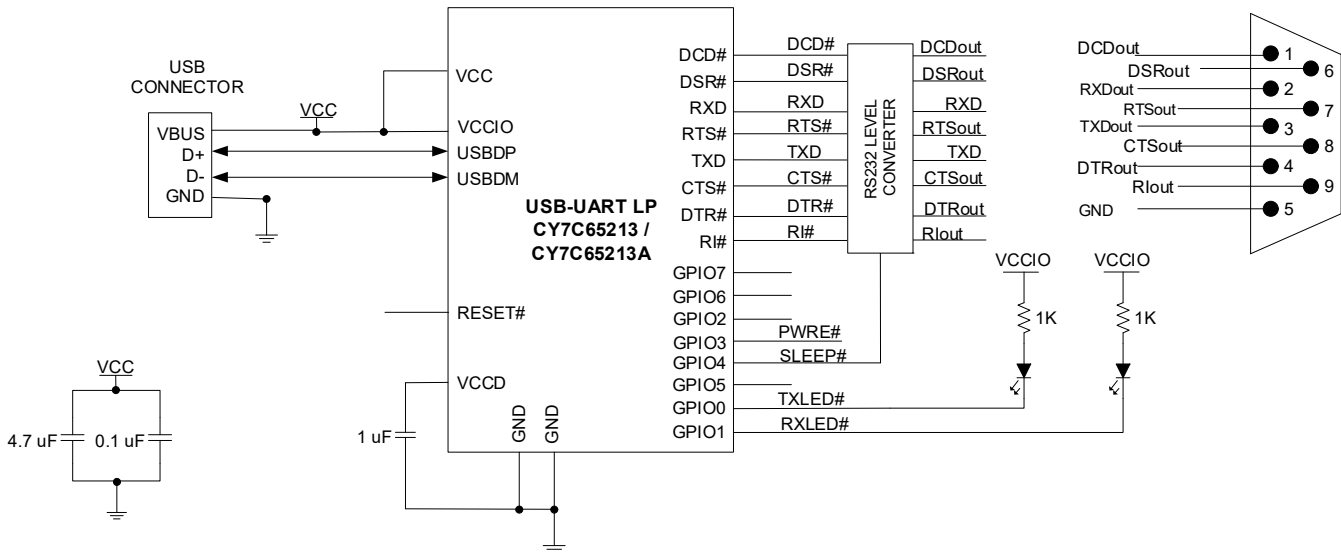 USB
CONNECTOR
VBUS
D+
D-
GND
VCC
VCC
VCCIO
USBDP
USBDM
RESET#
VCCD
GND
GND
USB-UART LP
CY7C65213 /
CY7C65213A
DCD#
DSR#
RXD
RTS#
TXD
CTS#
DTR#
RI#
GPIO7
GPIO6
GPIO2
GPIO3
GPIO4
GPIO5
GPIO0
GPIO1
DCD#
DSR#
RXD
RTS#
TXD
CTS#
DTR#
RI#
PWRE#
SLEEP#
TXLED#
RXLED#
RS232 LEVEL
CONVERTER
DCDout
DSRout
RXD
RTSout
TXD
CTSout
DTRout
RIout
DCDout 1
DSRout 6
RXDout 2
RTSout 7
TXDout 3
CTSout 8
DTRout 4
RIout 9
GND 5
VCCIO
1K
VCCIO
1K
VCC
4.7 uF
0.1 uF
1 uF